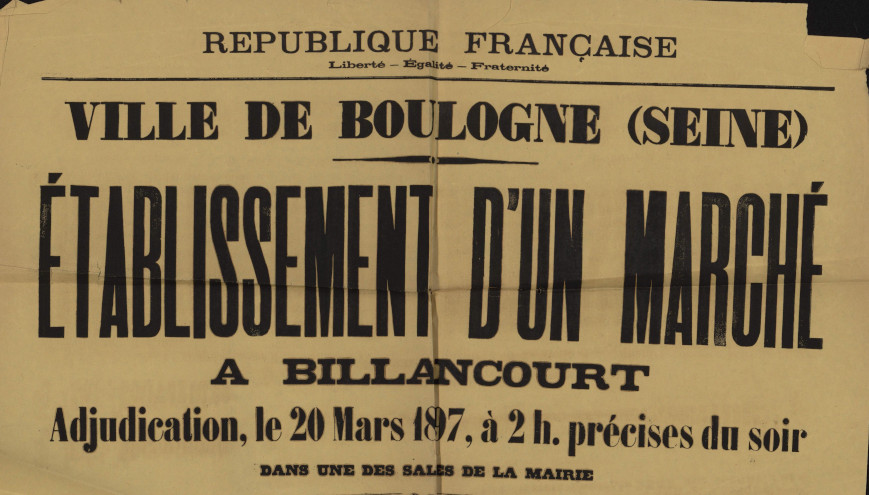 REPUBLIQUE FRANÇAISE
Liberté – Égalité – Fraternité
VILLE DE BOULOGNE (SEINE)
ÉTABLISSEMENT D'UN MARCHÉ
A BILLANCOURT
Adjudication, le 20 Mars 1897, à 2 h. précises du soir
DANS UNE DES SALES DE LA MAIRIE